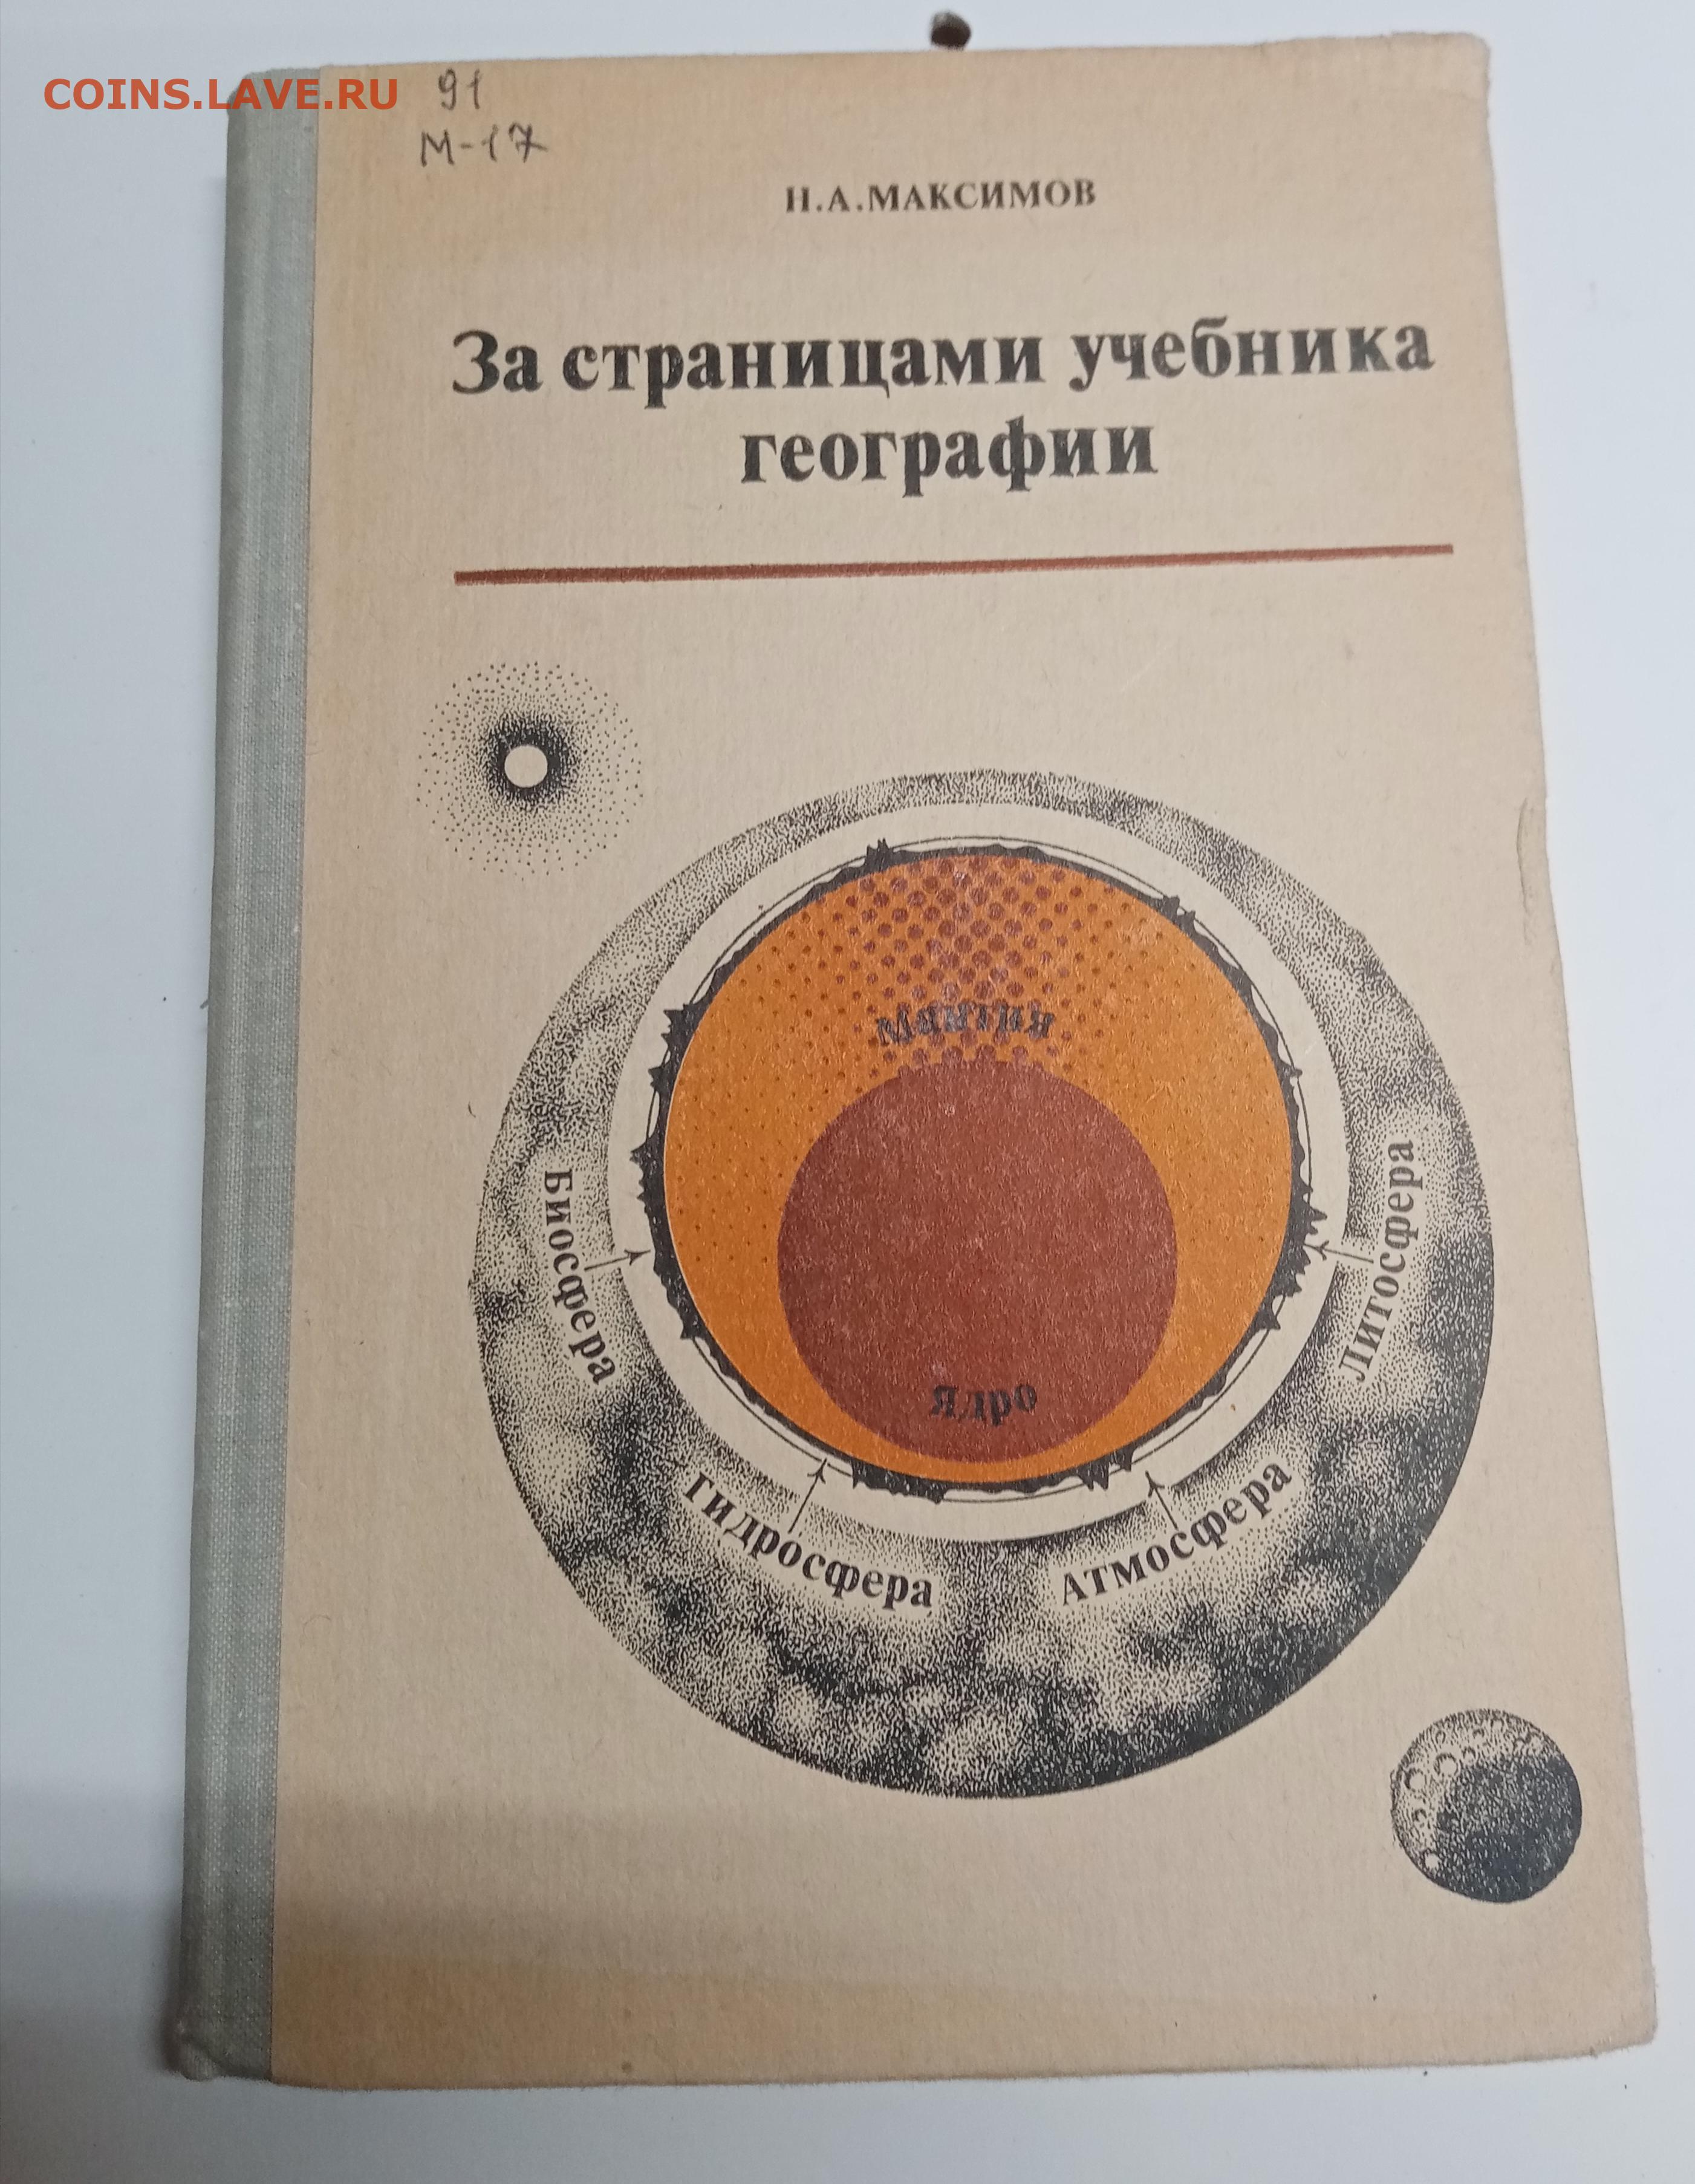 COINS.LAVE.RU
91
М-17
Н.А.МАКСИМОВ
За страницами учебника
географии
Мантия
Ядро
Биосфера
Гидросфера
Атмосфера
Литосфера